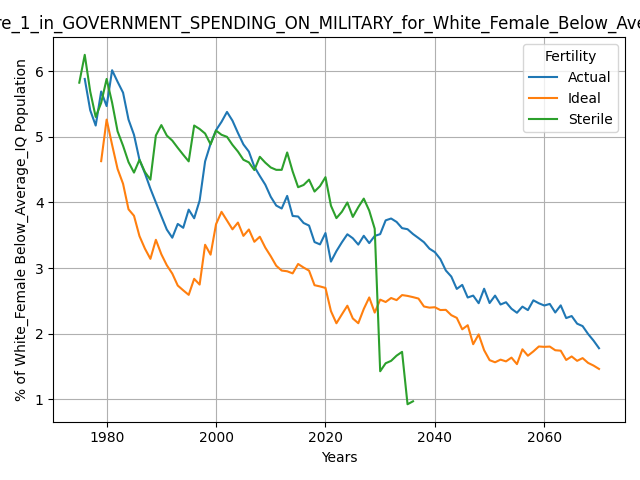 re_1_in_GOVERNMENT_SPENDING_ON_MILITARY_for_White_Female_Below_Ave
Fertility
Actual
Ideal
Sterile
% of White_Female Below_Average_IQ Population
6
5
4
3
2
1
1980 2000 2020 2040 2060
Years